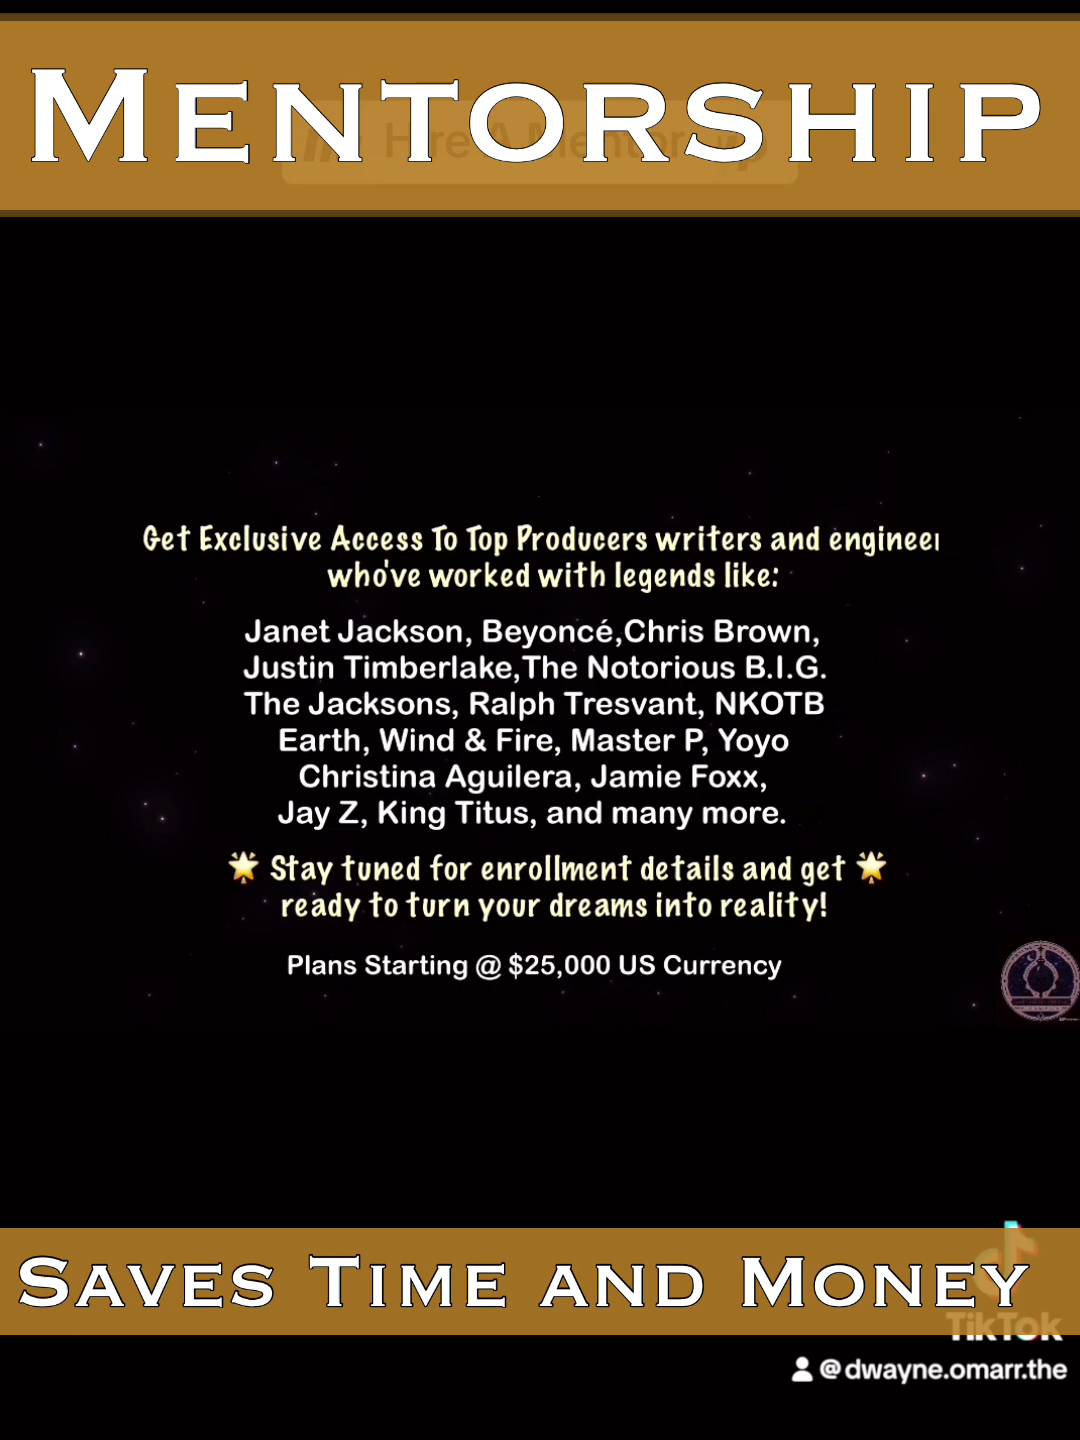 MENTORSHIP
Hire A Mentorship
Get Exclusive Access To Top Producers writers and engineer
who've worked with legends like:
Janet Jackson, Beyoncé,Chris Brown,
Justin Timberlake,The Notorious B.I.G.
The Jacksons, Ralph Tresvant, NKOTB
Earth, Wind & Fire, Master P, Yoyo
Christina Aguilera, Jamie Foxx,
Jay Z, King Titus, and many more.
🌟 Stay tuned for enrollment details and get 🌟
ready to turn your dreams into reality!
Plans Starting @ $25,000 US Currency
SAVES TIME AND MONEY
TikTok
@dwayne.omarr.the